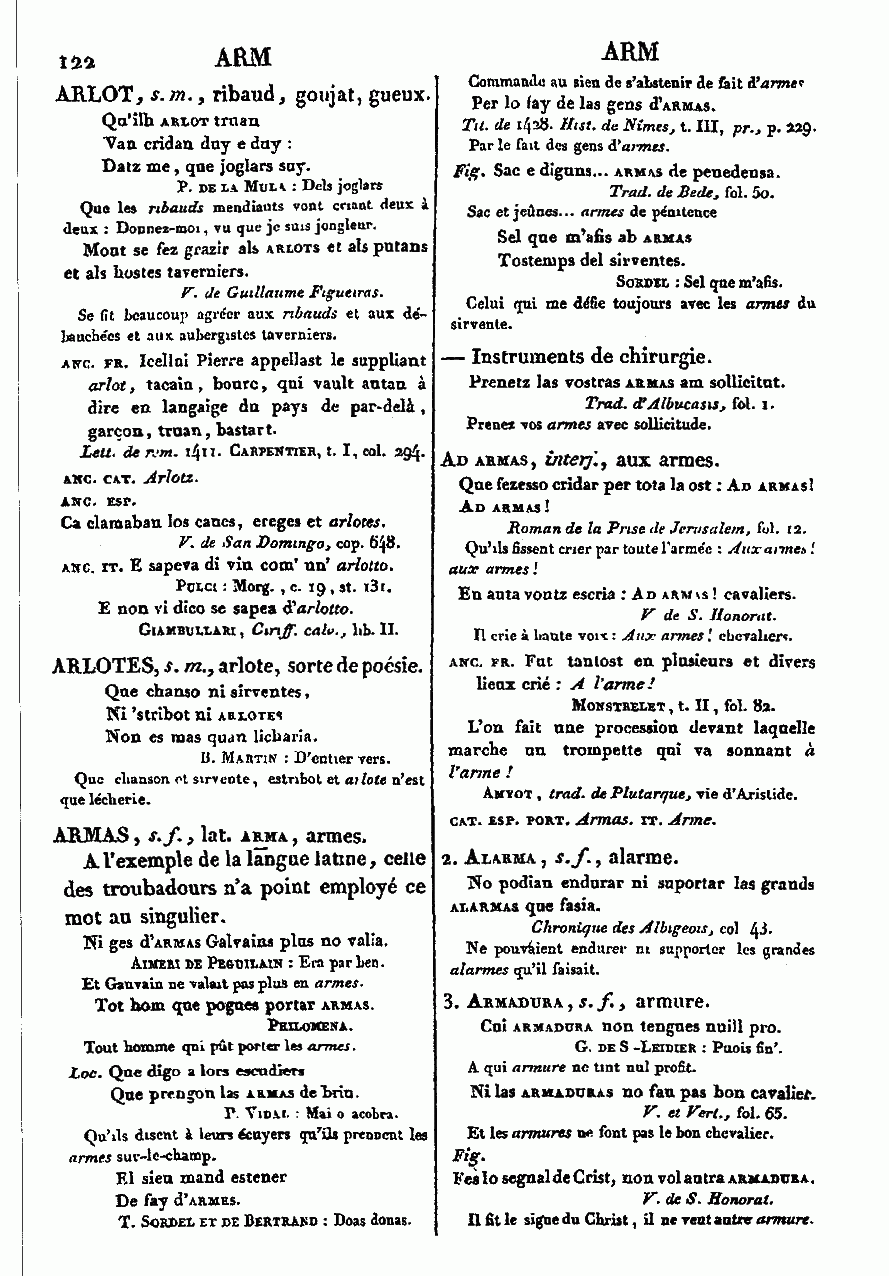 122 ARM
ARLOT, s. m., ribaud, goujat, gueux.
Qu'ilh ARLOT truan
Van cridan duy e duy :
Datz me, que joglars suy.
P. DE LA MULA : Dels joglars
Que les ribauds mendiants vont criant deux à
deux : Donnez-moi, vu que je suis jongleur.
Mout se fez grazir als ARLOTS et als putans
et als hostes taverniers.
V. de Guillaume Figueiras.
Se fit beaucoup agréer aux ribauds et aux dé-
bauchées et aux aubergistes taverniers.
ANC. FR. Icellui Pierre appellast le suppliant
arlot, tacain, bourc, qui vault autan à
dire en langaige du pays de par-delà,
garçon, truan, bastart.
Lett. de rem. 1411. CARPENTIER, t. I, col. 294.
ANC. CAT. Arlotz.
ANC. ESP.
Ca clamaban los canes, ereges et arlotes.
V. de San Domingo, cop. 648.
ANC. IT. E sapeva di vin com' un' arlotto.
PULCI : Morg., c. 19, st. 131.
E non vi dico se sapea d'arlotto.
GIAMBULLARI, Ciriff. calv., lib. II.
ARLOTES, s. m., arlote, sorte de poésie.
Que chanso ni sirventes,
Ni 'stribot ni ARLOTES
Non es mas quan licharia.
B. MARTIN : D'entier vers.
Que chanson et sirvente, estribot et arlote n'est
que lécherie.
ARMAS, s. f., lat. ARMA, armes.
A l'exemple de la langue latine, celle
des troubadours n'a point employé ce
mot au singulier.
Ni ges d'ARMAS Galvains plus no valia.
AIMERI DE PEGUILAIN : Era par ben.
Et Gauvain ne valait pas plus en armes.
Tot hom que pogues portar ARMAS.
PHILOMENA.
Tout homme qui pût porter les armes.
Loc. Que digo a lors escudiers
Que prengon las ARMAS de briu.
P. VIDAL : Mai o acobra.
Qu'ils disent à leurs écuyers qu'ils prennent les
armes sur-le-champ.
El sieu mand estener
De fay d'ARMES.
T. SORDEL ET DE BERTRAND : Doas donas.
ARM
Commande au sien de s'abstenir de fait d'armes
Per lo fay de las gens d'ARMAS.
Tit. de 1428. Hist. de Nîmes, t. III, pr., p. 229.
Par le fait des gens d'armes.
Fig. Sac e diguns... ARMAS de penedensa.
Trad. de Bede, fol. 50.
Sac et jeûnes... armes de pénitence
Sel que m'afis ab ARMAS
Tostemps del sirventes.
SORDEL : Sel que m'afis.
Celui qui me défie toujours avec les armes du
sirvente.
— Instruments de chirurgie.
Prenetz las vostras ARMAS am sollicitut.
Trad. d'Albucasis, fol. 1.
Prenez vos armes avec sollicitude.
AD ARMAS, interj., aux armes.
Que fezesso cridar per tota la ost : AD ARMAS!
AD ARMAS!
Roman de la Prise de Jerusalem, fol. 12.
Qu'ils fissent crier par toute l'armée : Aux armes!
aux armes!
En auta voutz escria : AD ARMAS! cavaliers.
V de S. Honorat.
Il crie à haute voix : Aux armes! chevaliers.
ANC. FR. Fut tantost en plusieurs et divers
lieux crié : A l'arme!
MONSTRELET, t. II, fol. 82.
L'on fait une procession devant laquelle
marche un trompette qui va sonnant à
l'arme!
AMYOT, trad. de Plutarque, vie d'Aristide.
CAT. ESP. PORT. Armas. IT. Arme.
2. ALARMA, s. f., alarme.
No podian endurar ni suportar las grands
ALARMAS que fasia.
Chronique des Albigeois, col 43.
Ne pouvaient endurer ni supporter les grandes
alarmes qu'il faisait.
3. ARMADURA, s. f., armure.
Cui ARMADURA non tengues nuill pro.
G. DE S -LEIDIER : Puois fin'.
A qui armure ne tint nul profit.
Ni las ARMADURAS no fan pas bon cavalier.
V. et Vert., fol. 65.
Et les armures ne font pas le bon chevalier.
Fig.
Fes lo segnal de Crist, non vol autra ARMADURA.
V. de S. Honorat.
Il fit le signe du Christ, il ne veut autre armure.